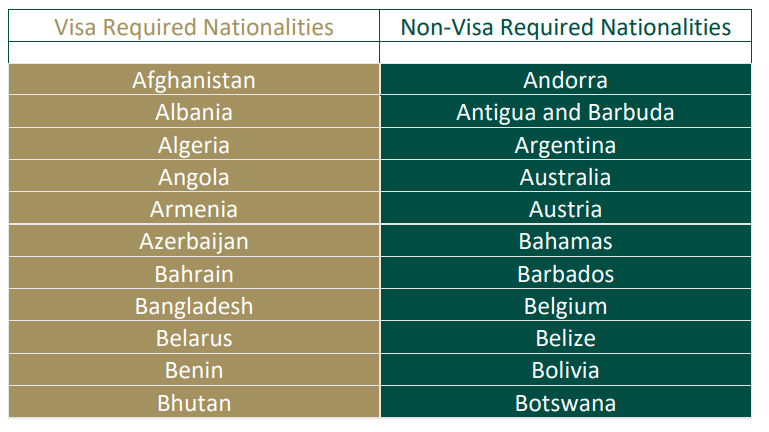 Visa Required Nationalities Non-Visa Required Nationalities
Afghanistan Andorra
Albania Antigua and Barbuda
Algeria Argentina
Angola Australia
Armenia Austria
Azerbaijan Bahamas
Bahrain Barbados
Bangladesh Belgium
Belarus Belize
Benin Bolivia
Bhutan Botswana